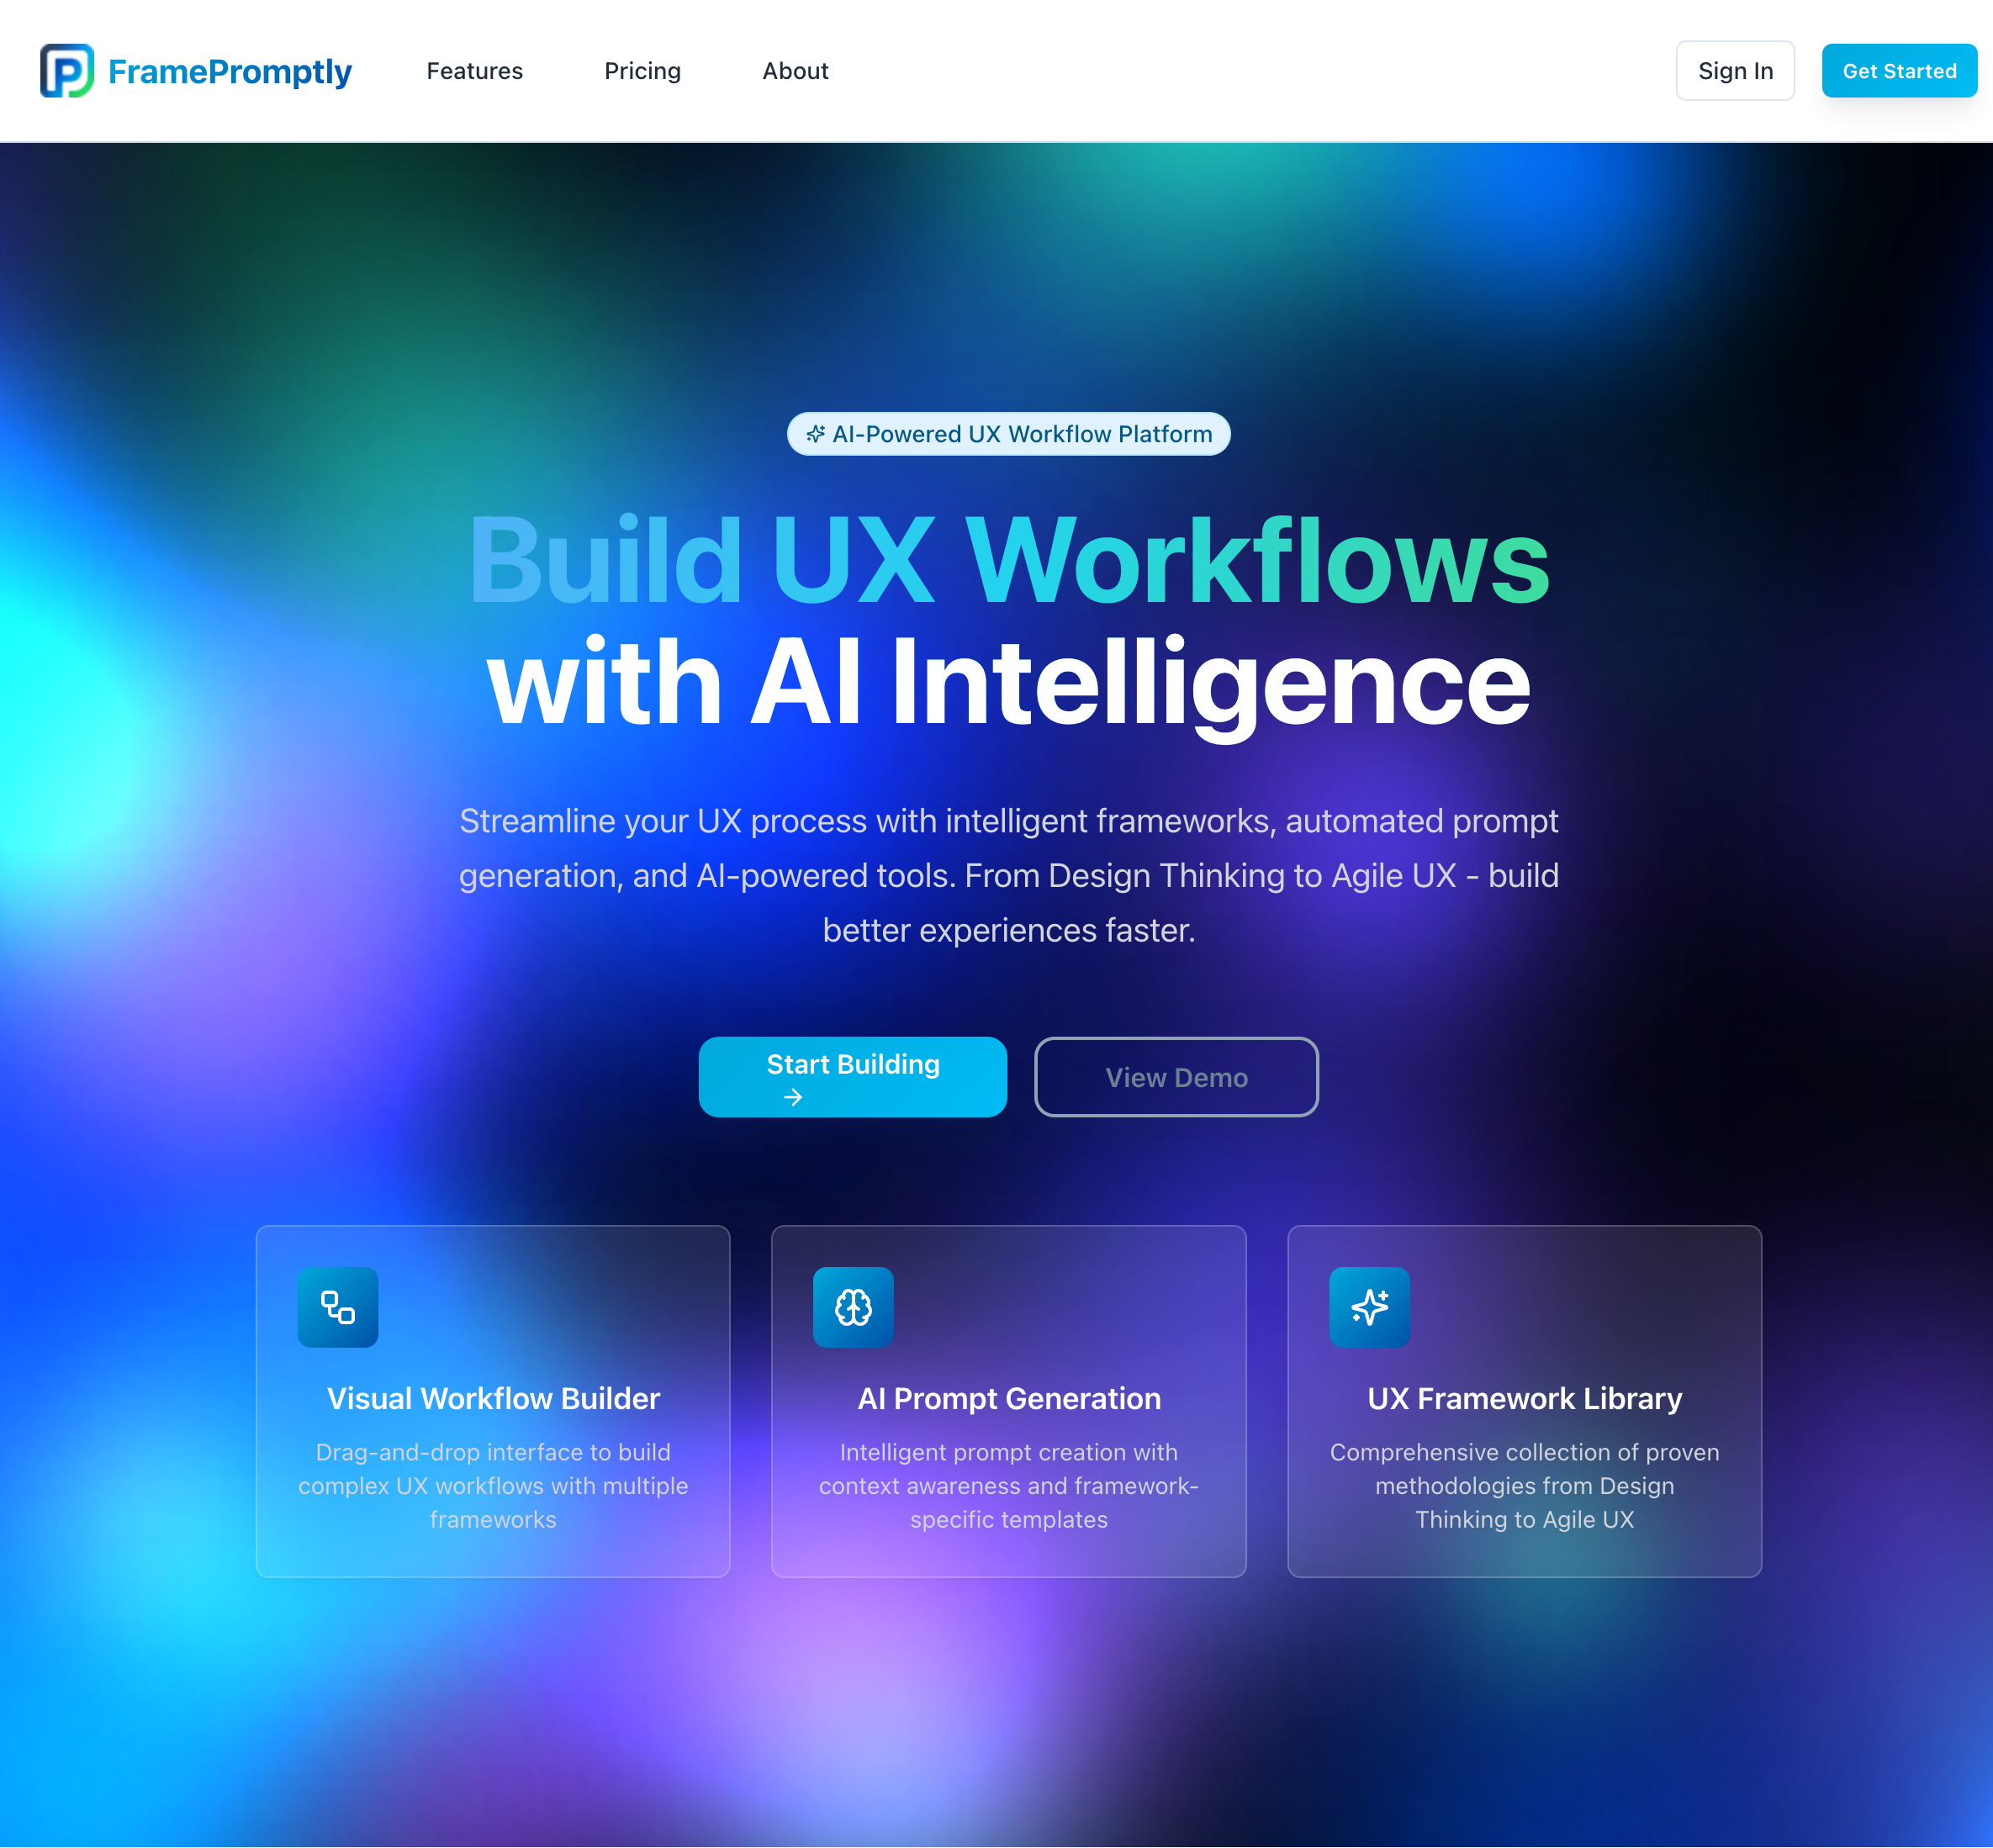 FramePromptly
Features
Pricing
About
Sign In
Get Started
AI-Powered UX Workflow Platform
Build UX Workflows
with AI Intelligence
Streamline your UX process with intelligent frameworks, automated prompt
generation, and AI-powered tools. From Design Thinking to Agile UX - build
better experiences faster.
Start Building
View Demo
Visual Workflow Builder
Drag-and-drop interface to build
complex UX workflows with multiple
frameworks
AI Prompt Generation
Intelligent prompt creation with
context awareness and framework-
specific templates
UX Framework Library
Comprehensive collection of proven
methodologies from Design
Thinking to Agile UX